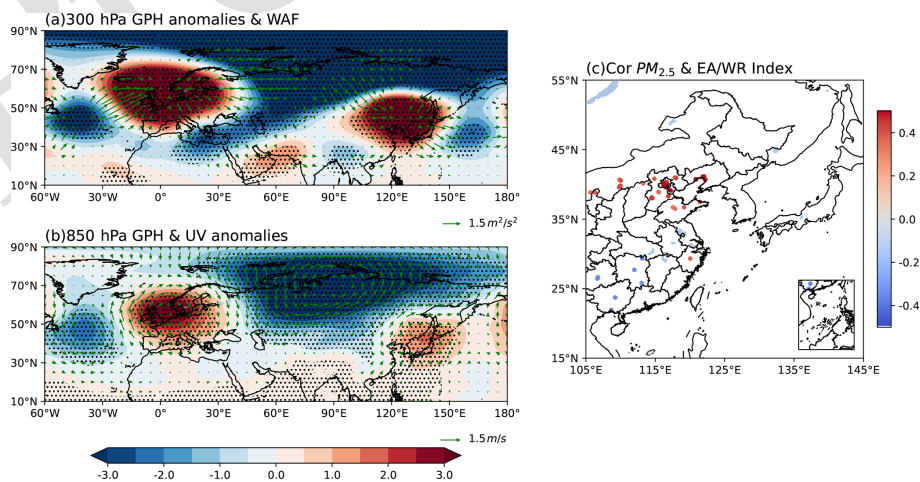 (a)300 hPa GPH anomalies & WAF
90°N
70°N
50°N
30°N
10°N
60°W 30°W 0° 30°E 60°E 90°E 120°E 150°E 180°
1.5m²/s²
(b)850 hPa GPH & UV anomalies
90°N
70°N
50°N
30°N
10°N
60°W 30°W 0° 30°E 60°E 90°E 120°E 150°E 180°
1.5m/s
-3.0 -2.0 -1.0 0.0 1.0 2.0 3.0
(c)Cor PM₂.₅ & EA/WR Index
55°N
45°N
35°N
25°N
15°N
105°E 115°E 125°E 135°E 145°E
0.4
0.2
0.0
-0.2
-0.4